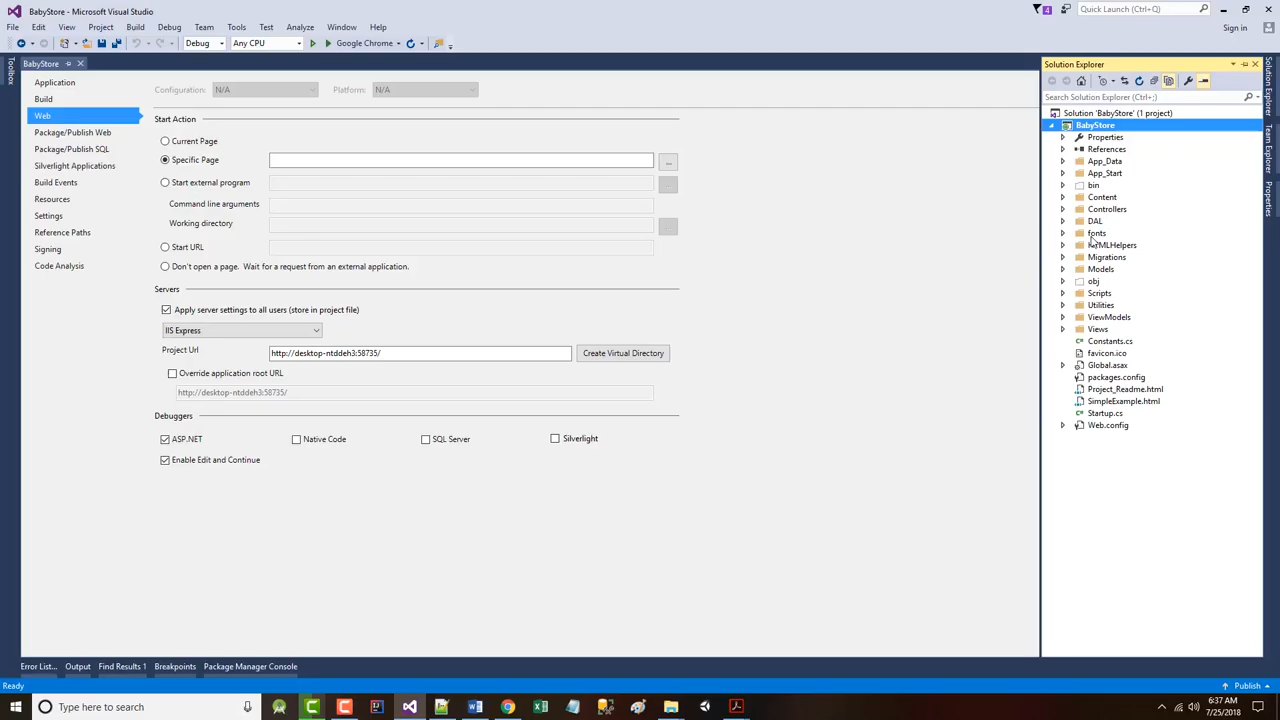 BabyStore - Microsoft Visual Studio
4
Quick Launch (Ctrl+Q)
File Edit View Project Build Debug Team Tools Test Analyze Window Help
Sign in
Debug Any CPU Google Chrome
Toolbox
BabyStore
Application
Build
Web
Package/Publish Web
Package/Publish SQL
Silverlight Applications
Build Events
Resources
Settings
Reference Paths
Signing
Code Analysis
Configuration: N/A Platform: N/A
Start Action
Current Page
Specific Page ...
Start external program ...
Command line arguments
Working directory ...
Start URL
Don't open a page. Wait for a request from an external application.
Servers
Apply server settings to all users (store in project file)
IIS Express
Project Url http://desktop-ntddeh3:58735/ Create Virtual Directory
Override application root URL
http://desktop-ntddeh3:58735/
Debuggers
ASP.NET Native Code SQL Server Silverlight
Enable Edit and Continue
Solution Explorer
Search Solution Explorer (Ctrl+;)
Solution 'BabyStore' (1 project)
BabyStore
Properties
References
App_Data
App_Start
bin
Content
Controllers
DAL
fonts
HTMLHelpers
Migrations
Models
obj
Scripts
Utilities
ViewModels
Views
Constants.cs
favicon.ico
Global.asax
packages.config
Project_Readme.html
SimpleExample.html
Startup.cs
Web.config
Solution Explorer
Team Explorer
Properties
Error List... Output Find Results 1 Breakpoints Package Manager Console
Ready
Publish
Type here to search
6:37 AM
7/25/2018